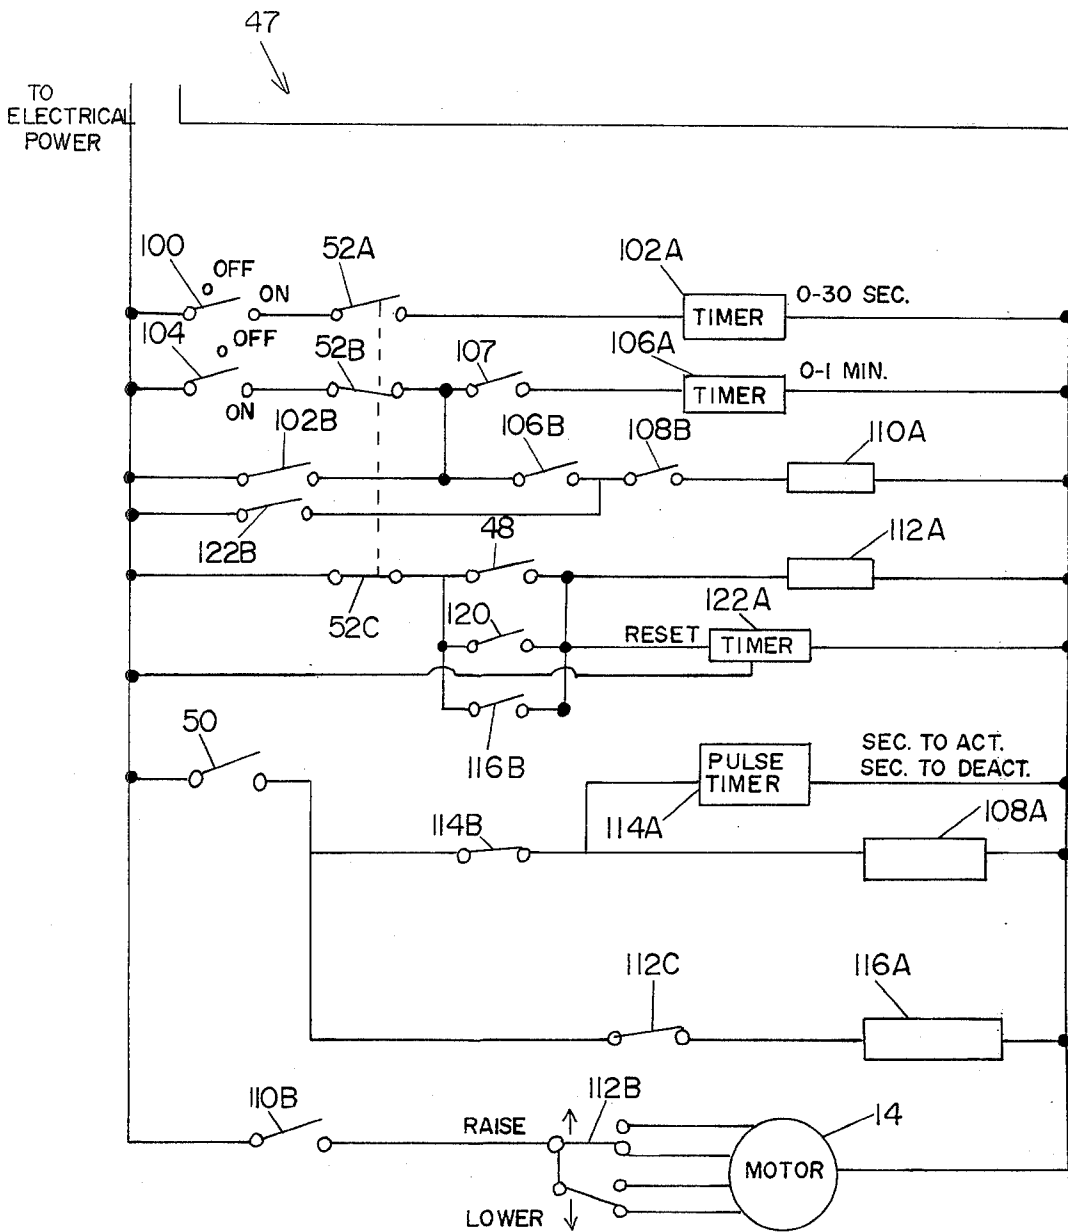 47
TO
ELECTRICAL
POWER
100
OFF
ON
52A
102A
TIMER
0-30 SEC.
104
OFF
ON
52B
107
106A
TIMER
0-1 MIN.
102B
106B
108B
110A
122B
48
112A
52C
120
122A
RESET
TIMER
116B
50
PULSE
TIMER
SEC. TO ACT.
SEC. TO DEACT.
114B
114A
108A
112C
116A
110B
RAISE
112B
14
MOTOR
LOWER